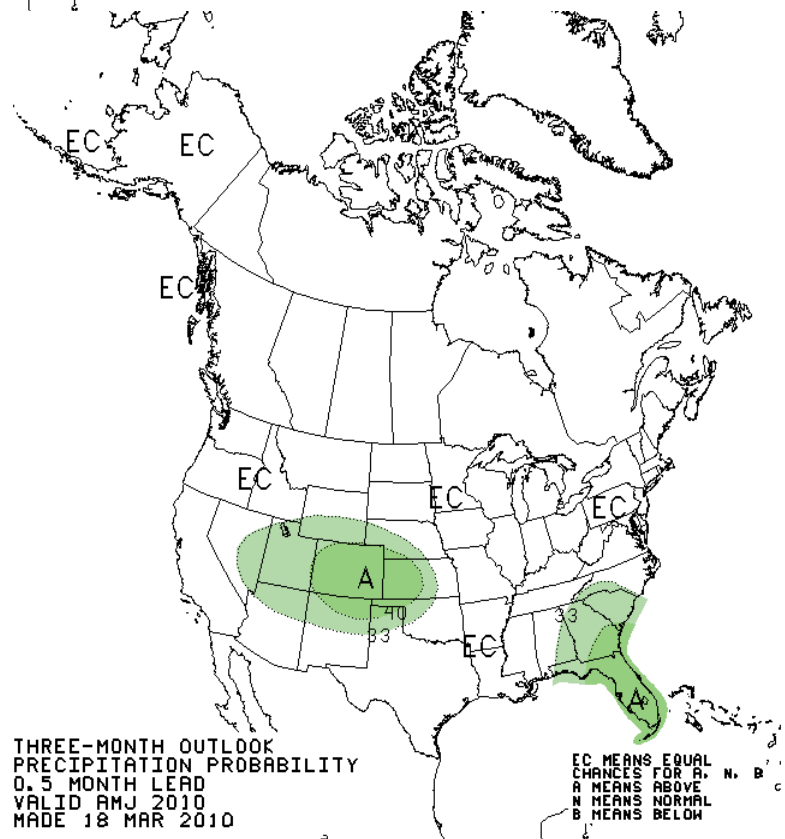 EC
EC
EC
EC
EC
EC
A
40
33
33
EC
A
THREE-MONTH OUTLOOK
PRECIPITATION PROBABILITY
0.5 MONTH LEAD
VALID AMJ 2010
MADE 18 MAR 2010
EC MEANS EQUAL
CHANCES FOR A, N, B
A MEANS ABOVE
N MEANS NORMAL
B MEANS BELOW